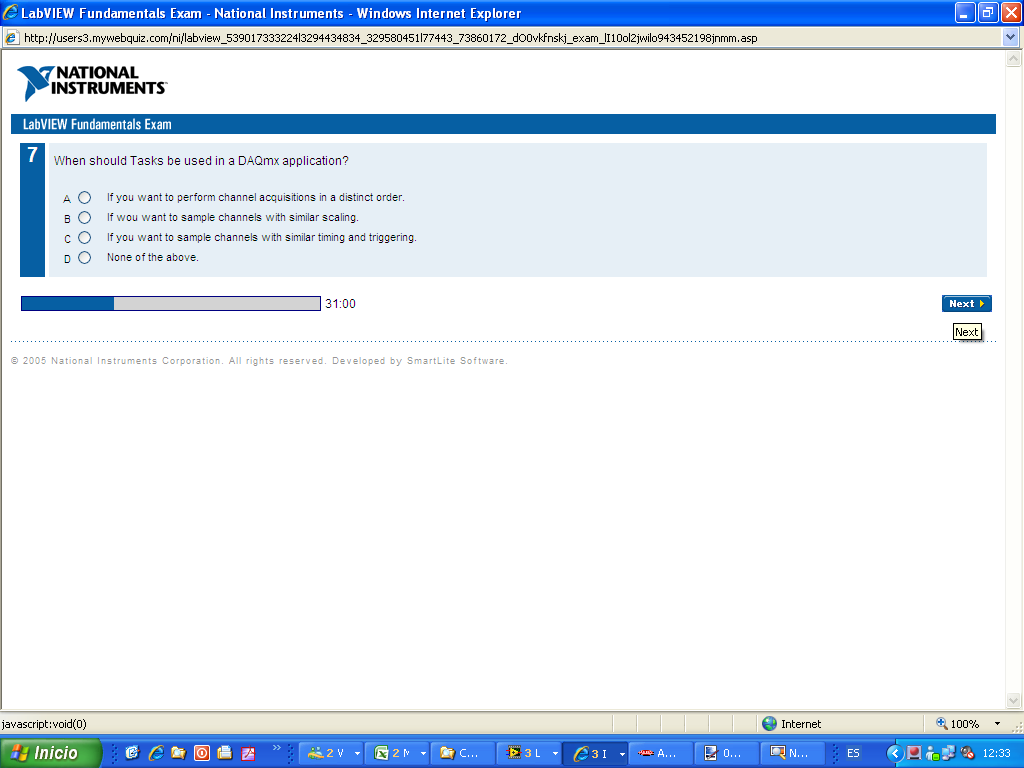 LabVIEW Fundamentals Exam - National Instruments - Windows Internet Explorer
http://users3.mywebquiz.com/ni/labview_539017333224l3294434834_329580451l77443_73860172_dO0vkfnskj_exam_lI10ol2jwilo943452198jnmm.asp
NATIONAL
INSTRUMENTS
LabVIEW Fundamentals Exam
7
When should Tasks be used in a DAQmx application?
A If you want to perform channel acquisitions in a distinct order.
B If wou want to sample channels with similar scaling.
C If you want to sample channels with similar timing and triggering.
D None of the above.
31:00
Next
Next
© 2005 National Instruments Corporation. All rights reserved. Developed by SmartLite Software.
javascript:void(0)
Internet
100%
Inicio
2 V
2 M
C...
3 L
3 I
A...
0...
N...
ES
12:33